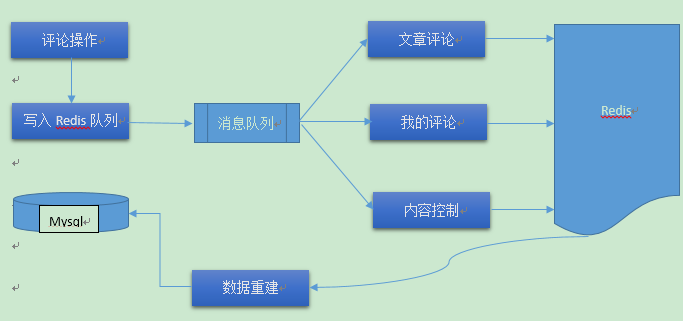 评论操作
文章评论
写入 Redis 队列
消息队列
我的评论
Redis
内容控制
Mysql
数据重建